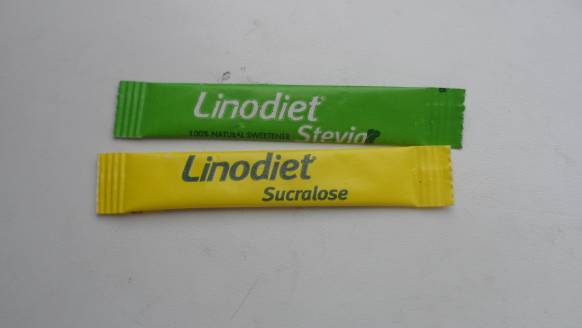 Linodiet®
100% NATURAL SWEETENER Stevia
Linodiet®
Sucralose